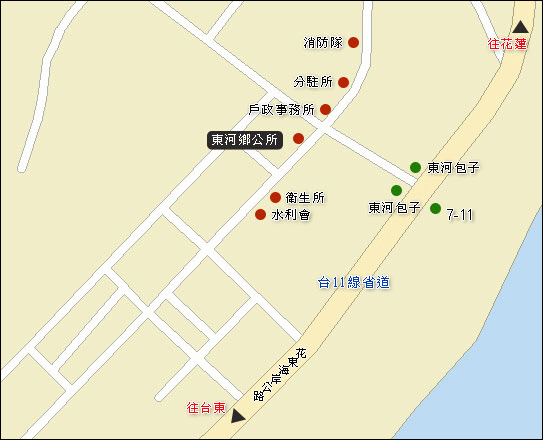 消防隊
往花蓮
分駐所
戶政事務所
東河鄉公所
東河包子
衛生所
東河包子
水利會
7-11
台11線省道
花東海岸公路
往台東